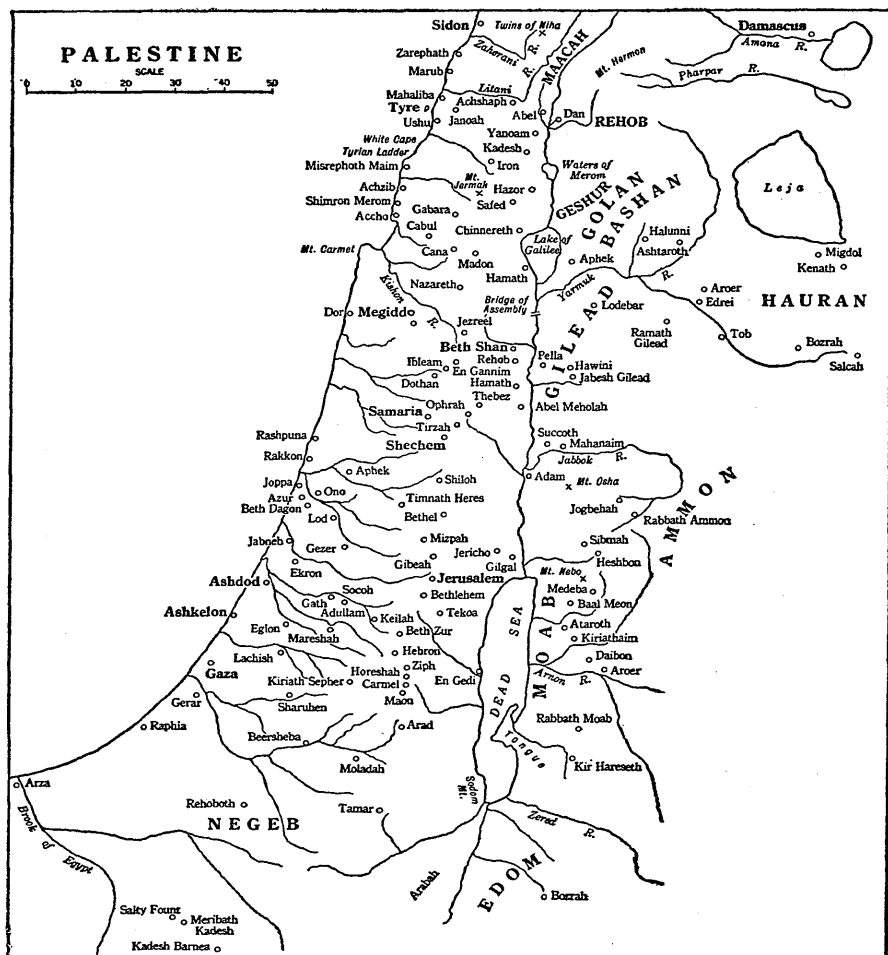 PALESTINE
SCALE
0 10 20 30 40 50
Sidon
Twins of Niha
Damascus
Zarephath
Zaherani R.
R.
MAACAH
Mt. Hermon
Amana R.
Marub
Pharpar R.
Litani
Mahaliba
Achshaph
Tyre
Janoah
Abel
Dan
REHOB
Ushu
Yanoam
White Cape
Kadesh
Tyrian Ladder
Iron
Misrephoth Maim
Waters of
Merom
Mt.
Jermak
Achzib
Hazor
GESHUR
GOLAN
BASHAN
Leja
Shimron Merom
Gabara
Safed
Accho
Cabul
Chinnereth
Halunni
Mt. Carmel
Lake of
Galilee
Ashtaroth
Migdol
Cana
Madon
Aphek
Kenath
Hamath
Yarmuk R.
Kishon R.
Nazareth
Aroer
Edrei
HAURAN
Bridge of
Assembly
Lodebar
Dor
Megiddo
Jezreel
Ramath
Gilead
GILEAD
Tob
Bozrah
Beth Shan
Salcah
Ibleam
Rehob
Pella
En Gannim
Hawini
Dothan
Hamath
Jabesh Gilead
Thebez
Ophrah
Abel Meholah
Samaria
Tirzah
Rashpuna
Shechem
Succoth
Mahanaim
Rakkon
Jabbok R.
Aphek
Shiloh
Adam
Mt. Osha
Joppa
Ono
Azur
Timnath Heres
Jogbehah
Beth Dagon
Lod
Bethel
Rabbath Ammon
AMMON
Jabneh
Mizpah
Sibmah
Gezer
Jericho
Gibeah
Gilgal
Heshbon
Ekron
Mt. Nebo
Ashdod
Jerusalem
Medeba
Socoh
Bethlehem
Gath
Baal Meon
Adullam
Ashkelon
Keilah
Tekoa
Ataroth
Eglon
Beth Zur
Kiriathaim
Mareshah
MOAB
DEAD SEA
Hebron
Lachish
Daibon
Gaza
Ziph
Horeshah
Aroer
Kiriath Sepher
Carmel
En Gedi
Arnon R.
Gerar
Sharuhen
Maon
Raphia
Arad
Rabbath Moab
Beersheba
Tongue
Moladah
Kir Hareseth
Arza
Sodom
Mt.
Rehoboth
Tamar
NEGEB
Zered R.
Brook of Egypt
Arabah
EDOM
Bozrah
Salty Fount
Meribath
Kadesh
Kadesh Barnea